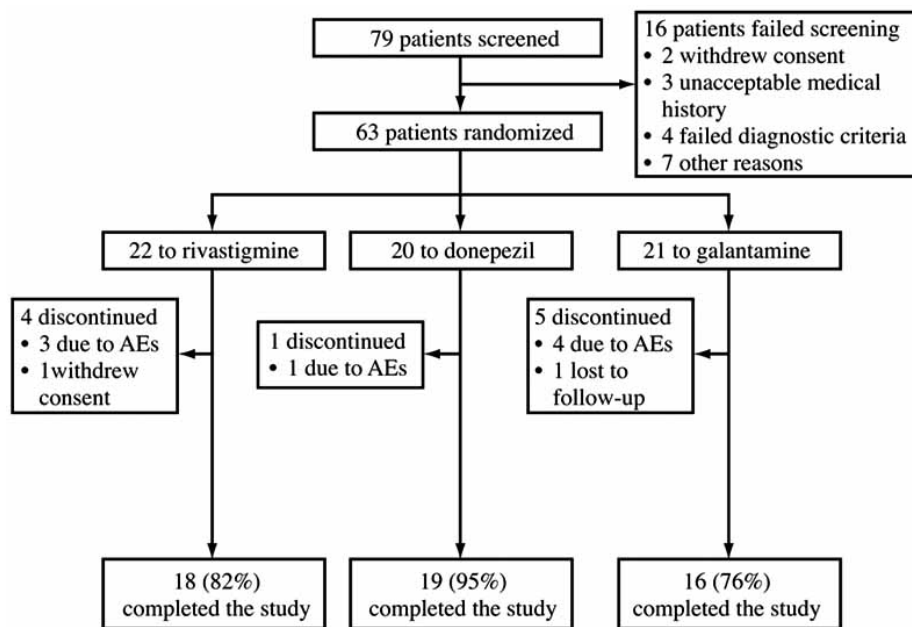 79 patients screened
16 patients failed screening
• 2 withdrew consent
• 3 unacceptable medical
history
• 4 failed diagnostic criteria
• 7 other reasons
63 patients randomized
22 to rivastigmine
20 to donepezil
21 to galantamine
4 discontinued
• 3 due to AEs
• 1withdrew
consent
1 discontinued
• 1 due to AEs
5 discontinued
• 4 due to AEs
• 1 lost to
follow-up
18 (82%)
completed the study
19 (95%)
completed the study
16 (76%)
completed the study